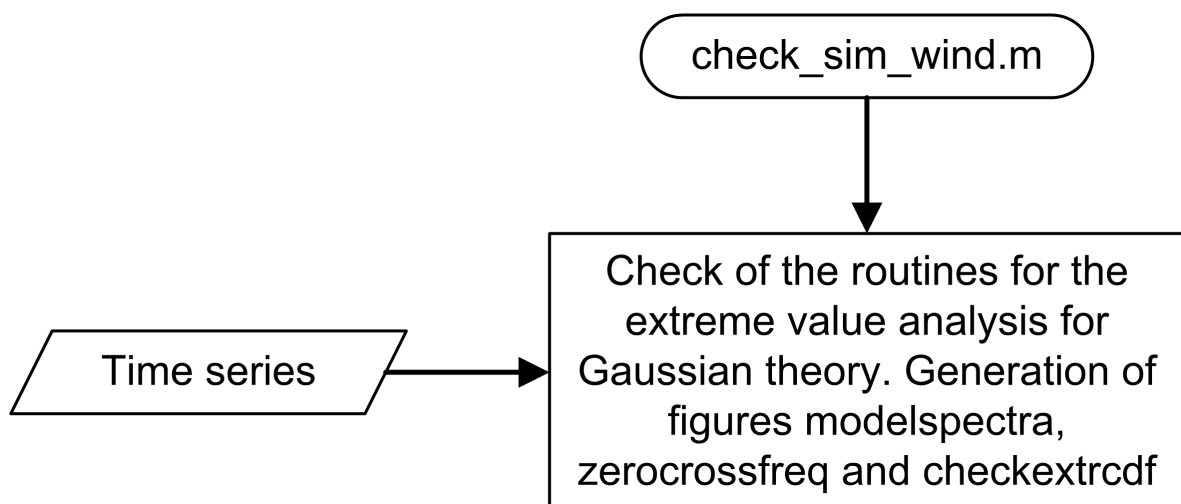 check_sim_wind.m
Time series
Check of the routines for the
extreme value analysis for
Gaussian theory. Generation of
figures modelspectra,
zerocrossfreq and checkextrcdf